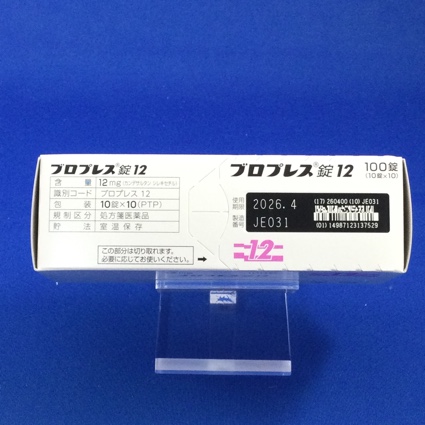 ブロプレス®錠12
含 量 12mg(カンデサルタン シレキセチル)
識別コード ブロプレス 12
包 装 10錠×10(PTP)
規制区分 処方箋医薬品
貯 法 室温保存
この部分は切り取れます。
必要に応じてお使いください。
ブロプレス®錠12 100錠
(10錠×10)
使用期限 2026.4
製造番号 JE031
(17) 260400 (10) JE031
(01) 14987123137529
12